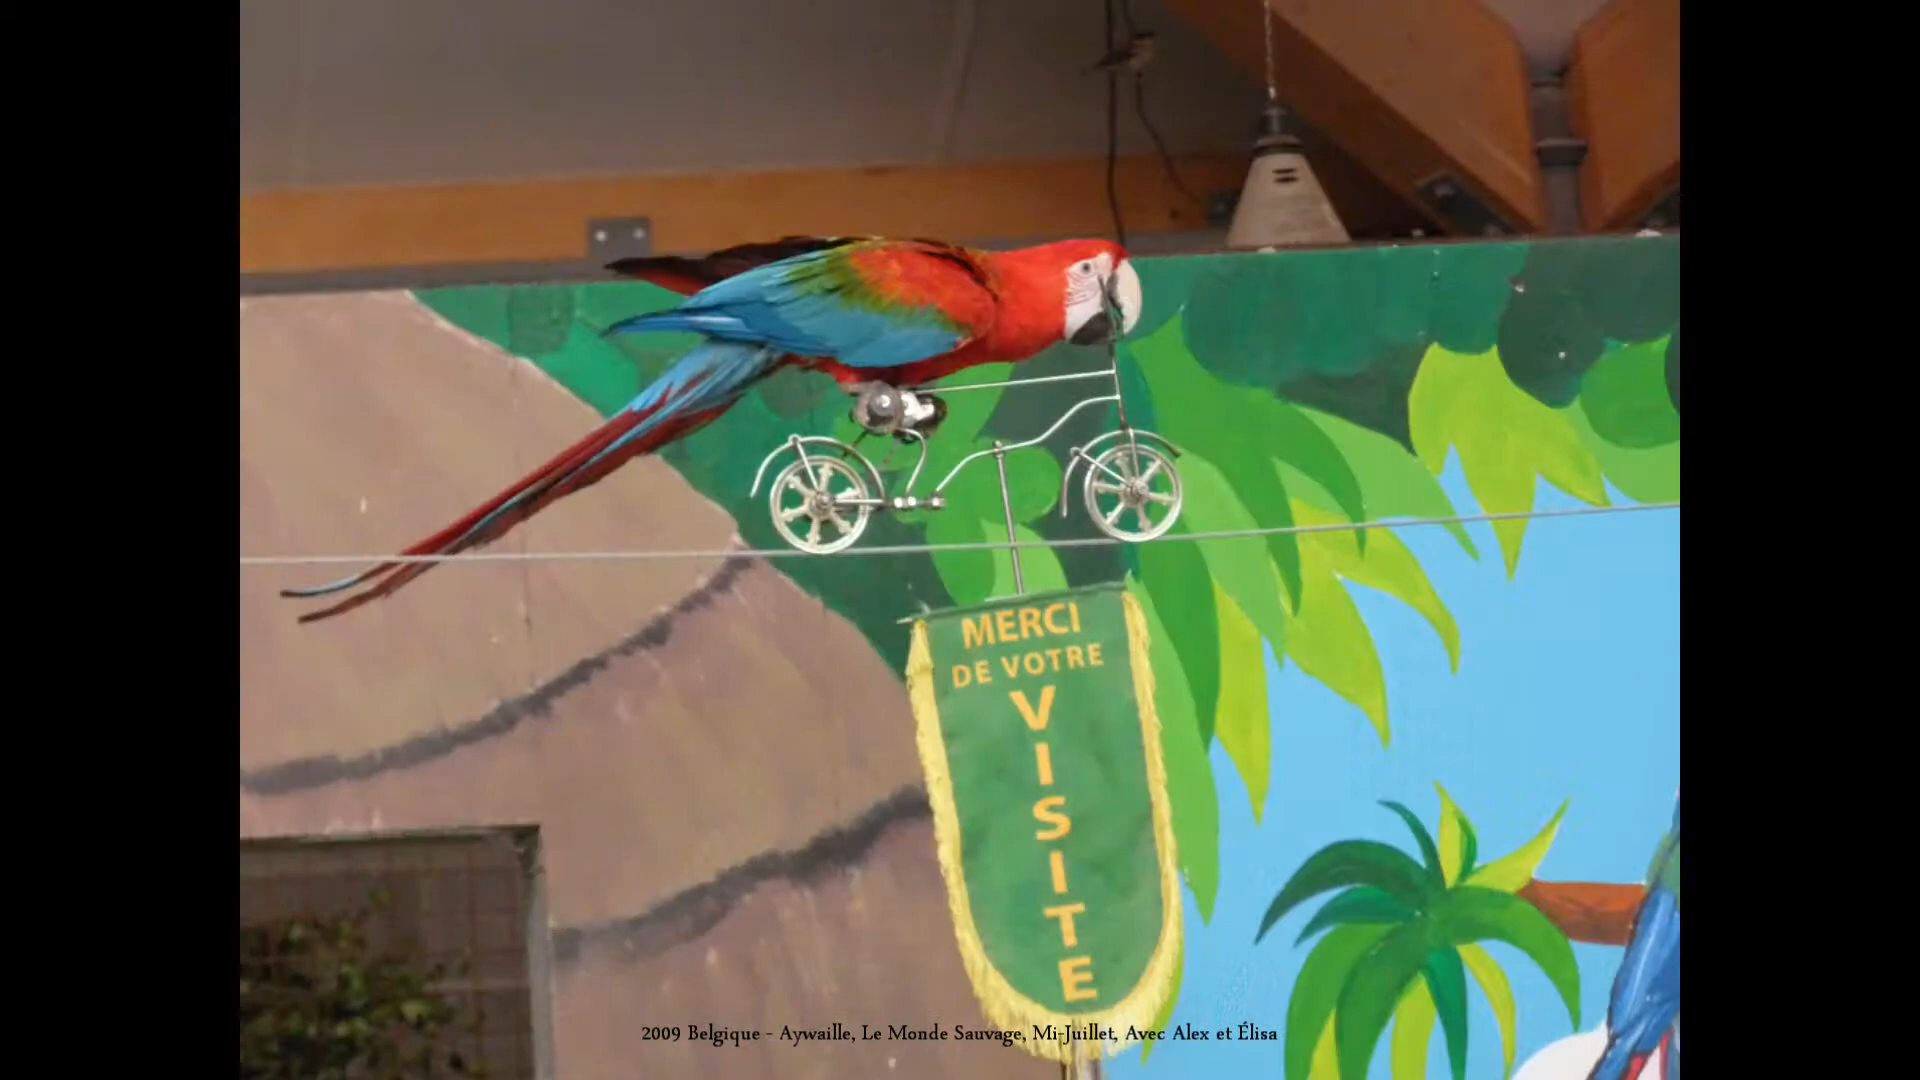 MERCI
DE VOTRE
VISITE
2009 Belgique - Aywaille, Le Monde Sauvage, Mi-Juillet, Avec Alex et Élisa